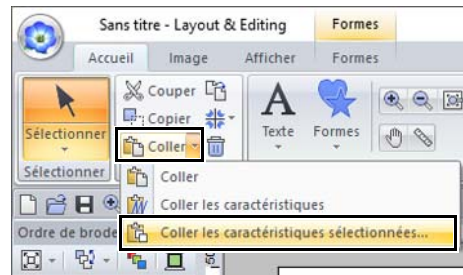 Sans titre - Layout & Editing Formes
Accueil Image Afficher Formes
Couper
Copier
Sélectionner Coller Texte Formes
Sélectionner
Coller
Coller les caractéristiques
Ordre de brode
Coller les caractéristiques sélectionnées...